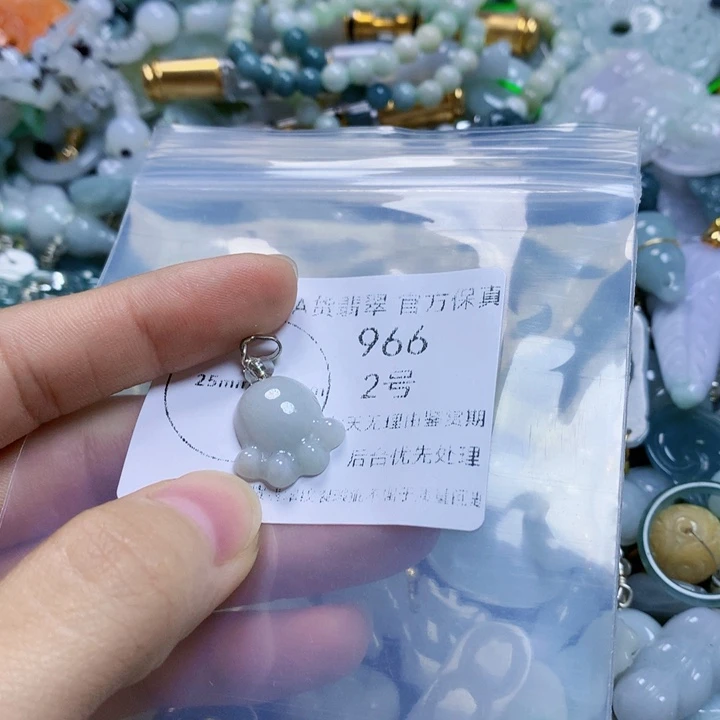 A货翡翠 官方保真
966
25mm
2号
天无理由鉴赏期
后台优先处理